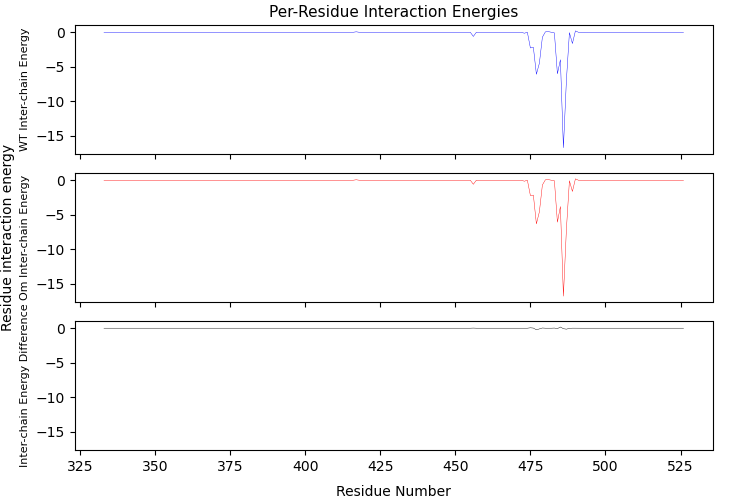 Per-Residue Interaction Energies
Residue interaction energy
WT Inter-chain Energy
0
−5
−10
−15
Om Inter-chain Energy
0
−5
−10
−15
Inter-chain Energy Difference
0
−5
−10
−15
325 350 375 400 425 450 475 500 525
Residue Number